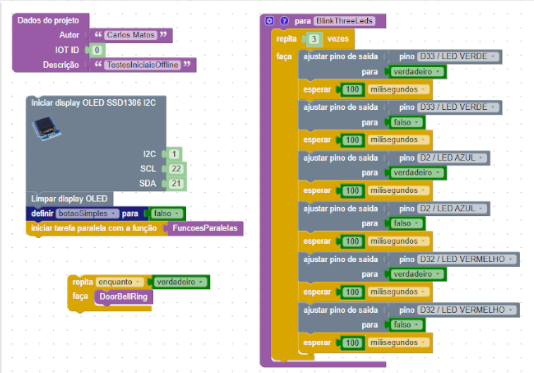 Dados do projeto
Autor “ Carlos Matos ”
IOT ID 0
Descrição “ TestesIniciaisOffline ”
Iniciar display OLED SSD1306 I2C
I2C 1
SCL 22
SDA 21
Limpar display OLED
definir botaoSimples para falso
iniciar tarefa paralela com a função FuncoesParalelas
repita enquanto verdadeiro
faça DoorBellRing
para BlinkThreeLeds
repita 3 vezes
faça ajustar pino de saída pino D33 / LED VERDE
para verdadeiro
esperar 100 milisegundos
ajustar pino de saída pino D33 / LED VERDE
para falso
esperar 100 milisegundos
ajustar pino de saída pino D2 / LED AZUL
para verdadeiro
esperar 100 milisegundos
ajustar pino de saída pino D2 / LED AZUL
para falso
esperar 100 milisegundos
ajustar pino de saída pino D32 / LED VERMELHO
para verdadeiro
esperar 100 milisegundos
ajustar pino de saída pino D32 / LED VERMELHO
para falso
esperar 100 milisegundos